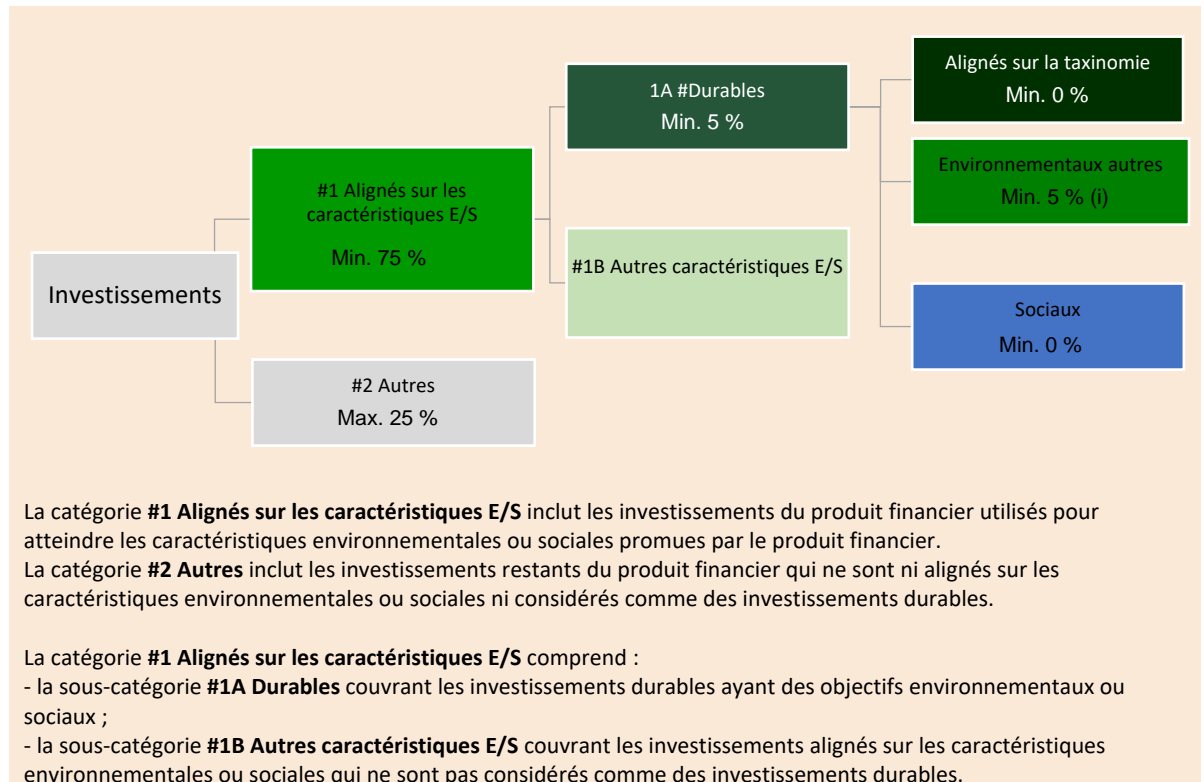 Investissements
#1 Alignés sur les
caractéristiques E/S
Min. 75 %
#2 Autres
Max. 25 %
1A #Durables
Min. 5 %
#1B Autres caractéristiques E/S
Alignés sur la taxinomie
Min. 0 %
Environnementaux autres
Min. 5 % (i)
Sociaux
Min. 0 %
La catégorie #1 Alignés sur les caractéristiques E/S inclut les investissements du produit financier utilisés pour
atteindre les caractéristiques environnementales ou sociales promues par le produit financier.
La catégorie #2 Autres inclut les investissements restants du produit financier qui ne sont ni alignés sur les
caractéristiques environnementales ou sociales ni considérés comme des investissements durables.
La catégorie #1 Alignés sur les caractéristiques E/S comprend :
- la sous-catégorie #1A Durables couvrant les investissements durables ayant des objectifs environnementaux ou
sociaux ;
- la sous-catégorie #1B Autres caractéristiques E/S couvrant les investissements alignés sur les caractéristiques
environnementales ou sociales qui ne sont pas considérés comme des investissements durables.